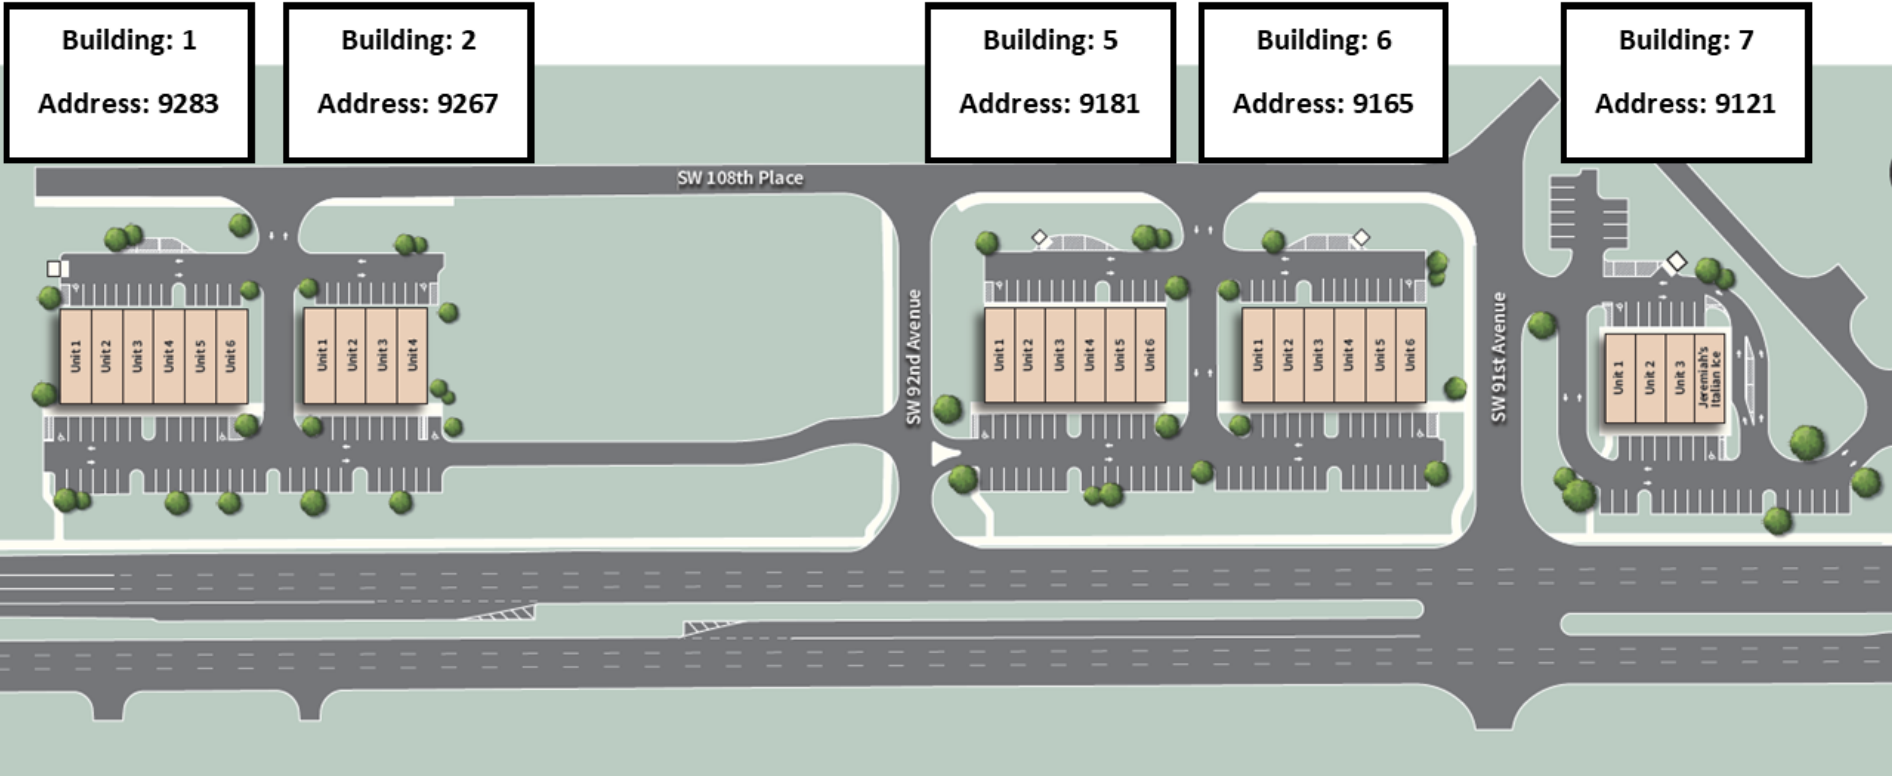 Building: 1
Address: 9283
Building: 2
Address: 9267
Building: 5
Address: 9181
Building: 6
Address: 9165
Building: 7
Address: 9121
SW 108th Place
Unit 1
Unit 2
Unit 3
Unit 4
Unit 5
Unit 6
Unit 1
Unit 2
Unit 3
Unit 4
SW 92nd Avenue
Unit 1
Unit 2
Unit 3
Unit 4
Unit 5
Unit 6
Unit 1
Unit 2
Unit 3
Unit 4
Unit 5
Unit 6
SW 91st Avenue
Unit 1
Unit 2
Unit 3
Jeremiah's
Italian Ice